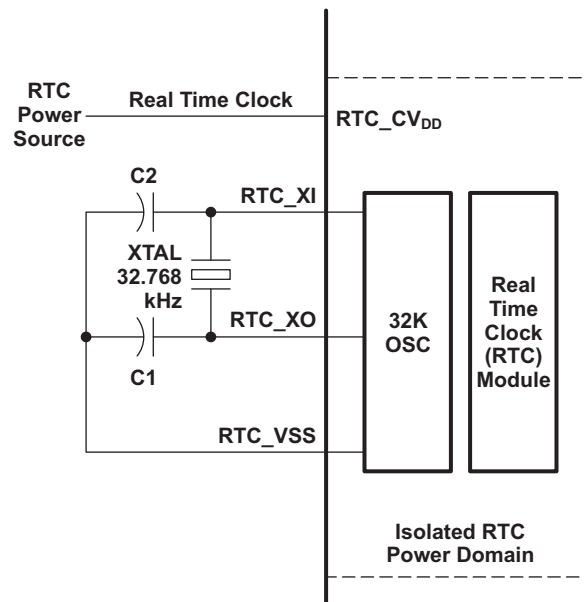 RTC
Power
Source
Real Time Clock
RTC_CVDD
C2
RTC_XI
XTAL
32.768
kHz
RTC_XO
C1
RTC_VSS
32K
OSC
Real
Time
Clock
(RTC)
Module
Isolated RTC
Power Domain